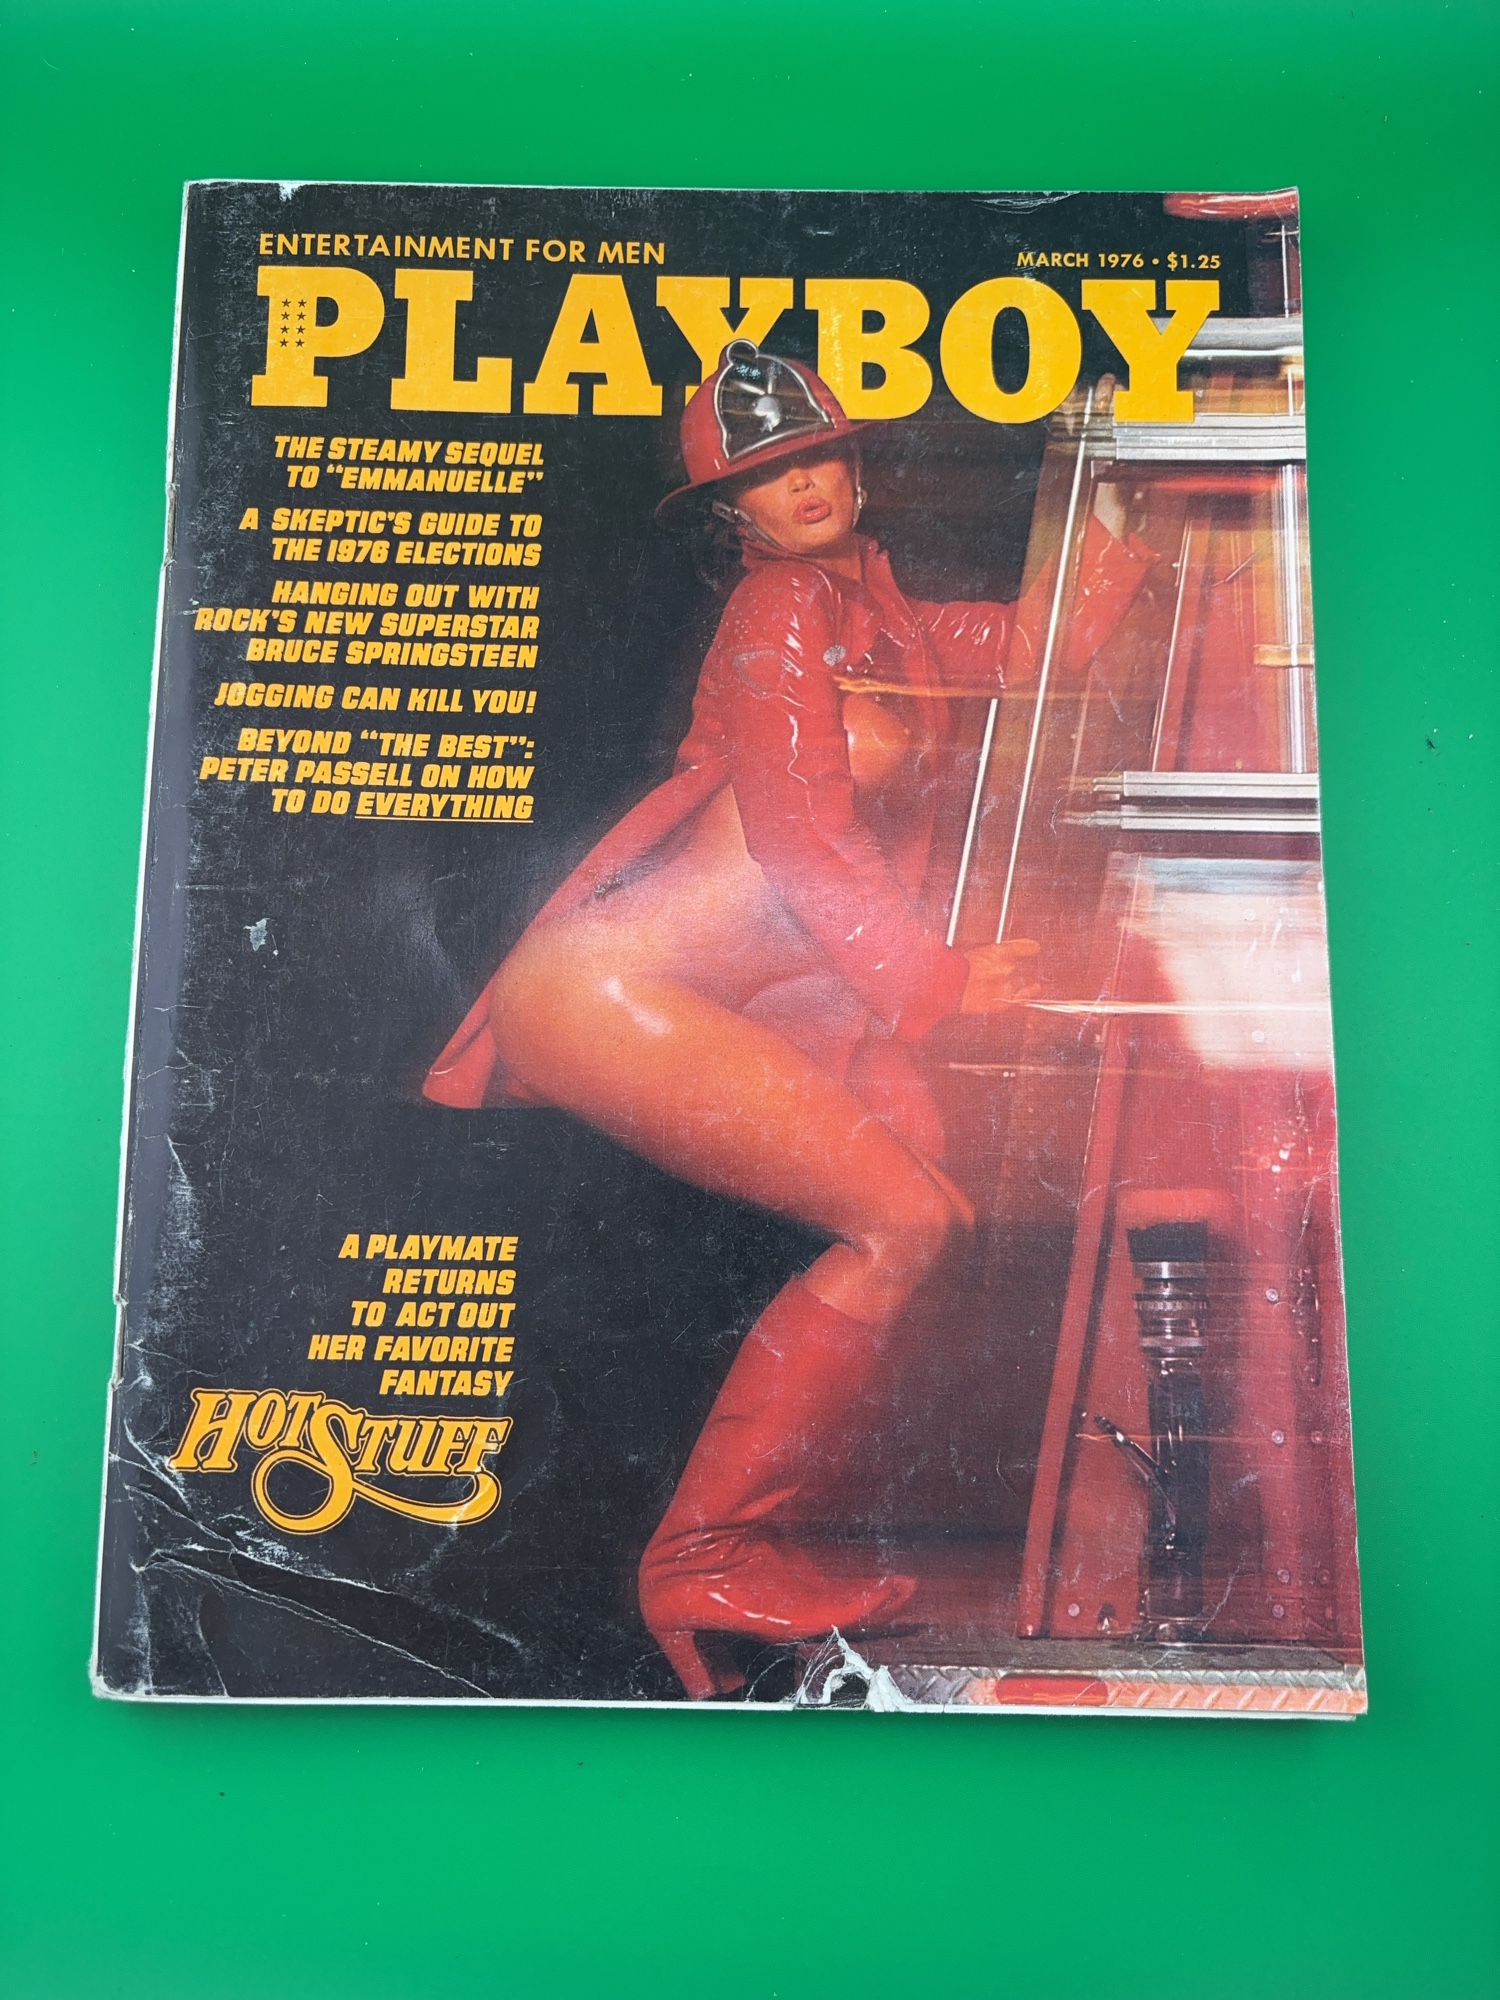 ENTERTAINMENT FOR MEN
MARCH 1976 • $1.25
PLAYBOY
THE STEAMY SEQUEL
TO “EMMANUELLE”
A SKEPTIC'S GUIDE TO
THE 1976 ELECTIONS
HANGING OUT WITH
ROCK'S NEW SUPERSTAR
BRUCE SPRINGSTEEN
JOGGING CAN KILL YOU!
BEYOND “THE BEST”:
PETER PASSELL ON HOW
TO DO EVERYTHING
A PLAYMATE
RETURNS
TO ACT OUT
HER FAVORITE
FANTASY
HOT STUFF